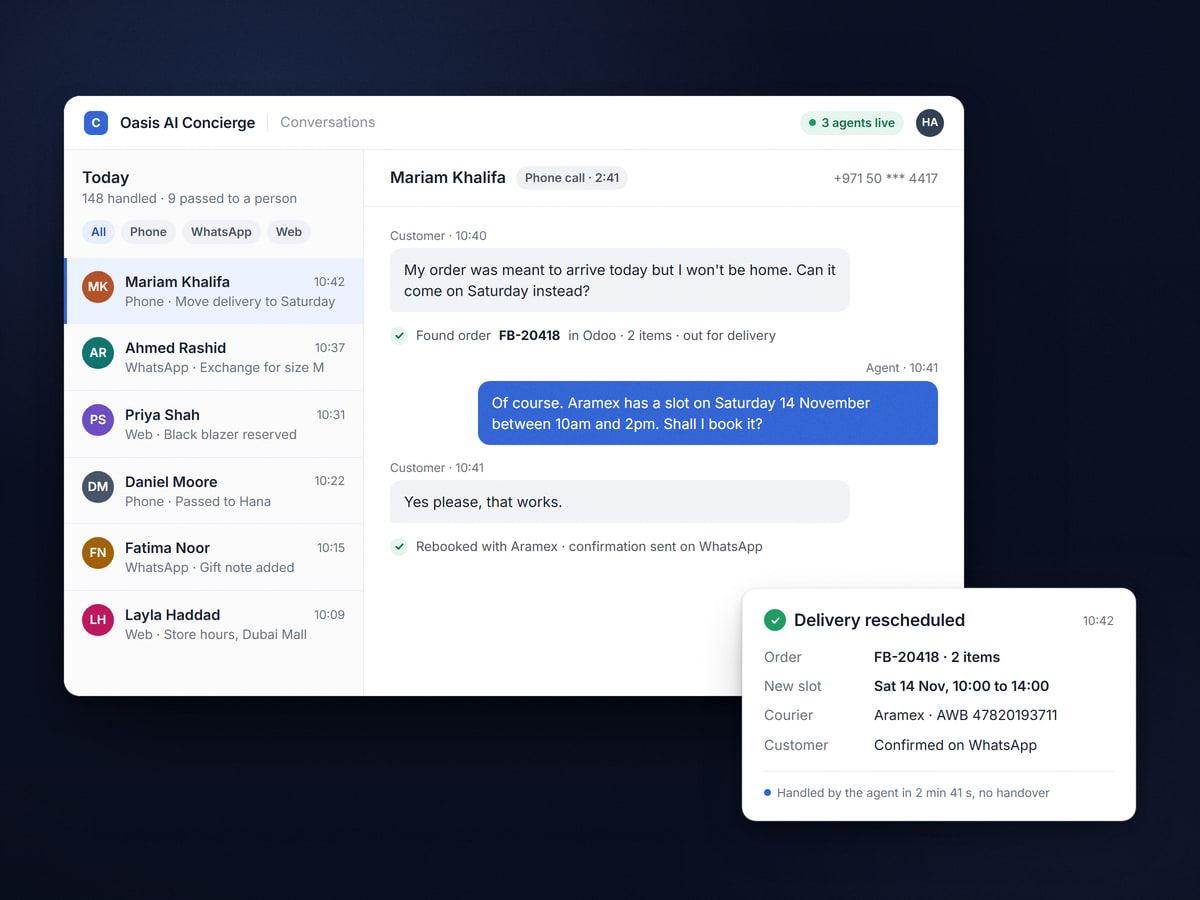 C Oasis AI Concierge Conversations
3 agents live HA
Today
148 handled · 9 passed to a person
All Phone WhatsApp Web
MK Mariam Khalifa 10:42
Phone · Move delivery to Saturday
AR Ahmed Rashid 10:37
WhatsApp · Exchange for size M
PS Priya Shah 10:31
Web · Black blazer reserved
DM Daniel Moore 10:22
Phone · Passed to Hana
FN Fatima Noor 10:15
WhatsApp · Gift note added
LH Layla Haddad 10:09
Web · Store hours, Dubai Mall
Mariam Khalifa Phone call · 2:41 +971 50 *** 4417
Customer · 10:40
My order was meant to arrive today but I won't be home. Can it
come on Saturday instead?
Found order FB-20418 in Odoo · 2 items · out for delivery
Agent · 10:41
Of course. Aramex has a slot on Saturday 14 November
between 10am and 2pm. Shall I book it?
Customer · 10:41
Yes please, that works.
Rebooked with Aramex · confirmation sent on WhatsApp
Delivery rescheduled 10:42
Order FB-20418 · 2 items
New slot Sat 14 Nov, 10:00 to 14:00
Courier Aramex · AWB 47820193711
Customer Confirmed on WhatsApp
Handled by the agent in 2 min 41 s, no handover